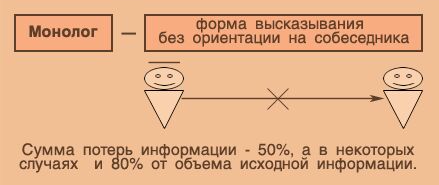 Монолог — форма высказывания
без ориентации на собеседника
Сумма потерь информации - 50%, а в некоторых
случаях и 80% от объема исходной информации.